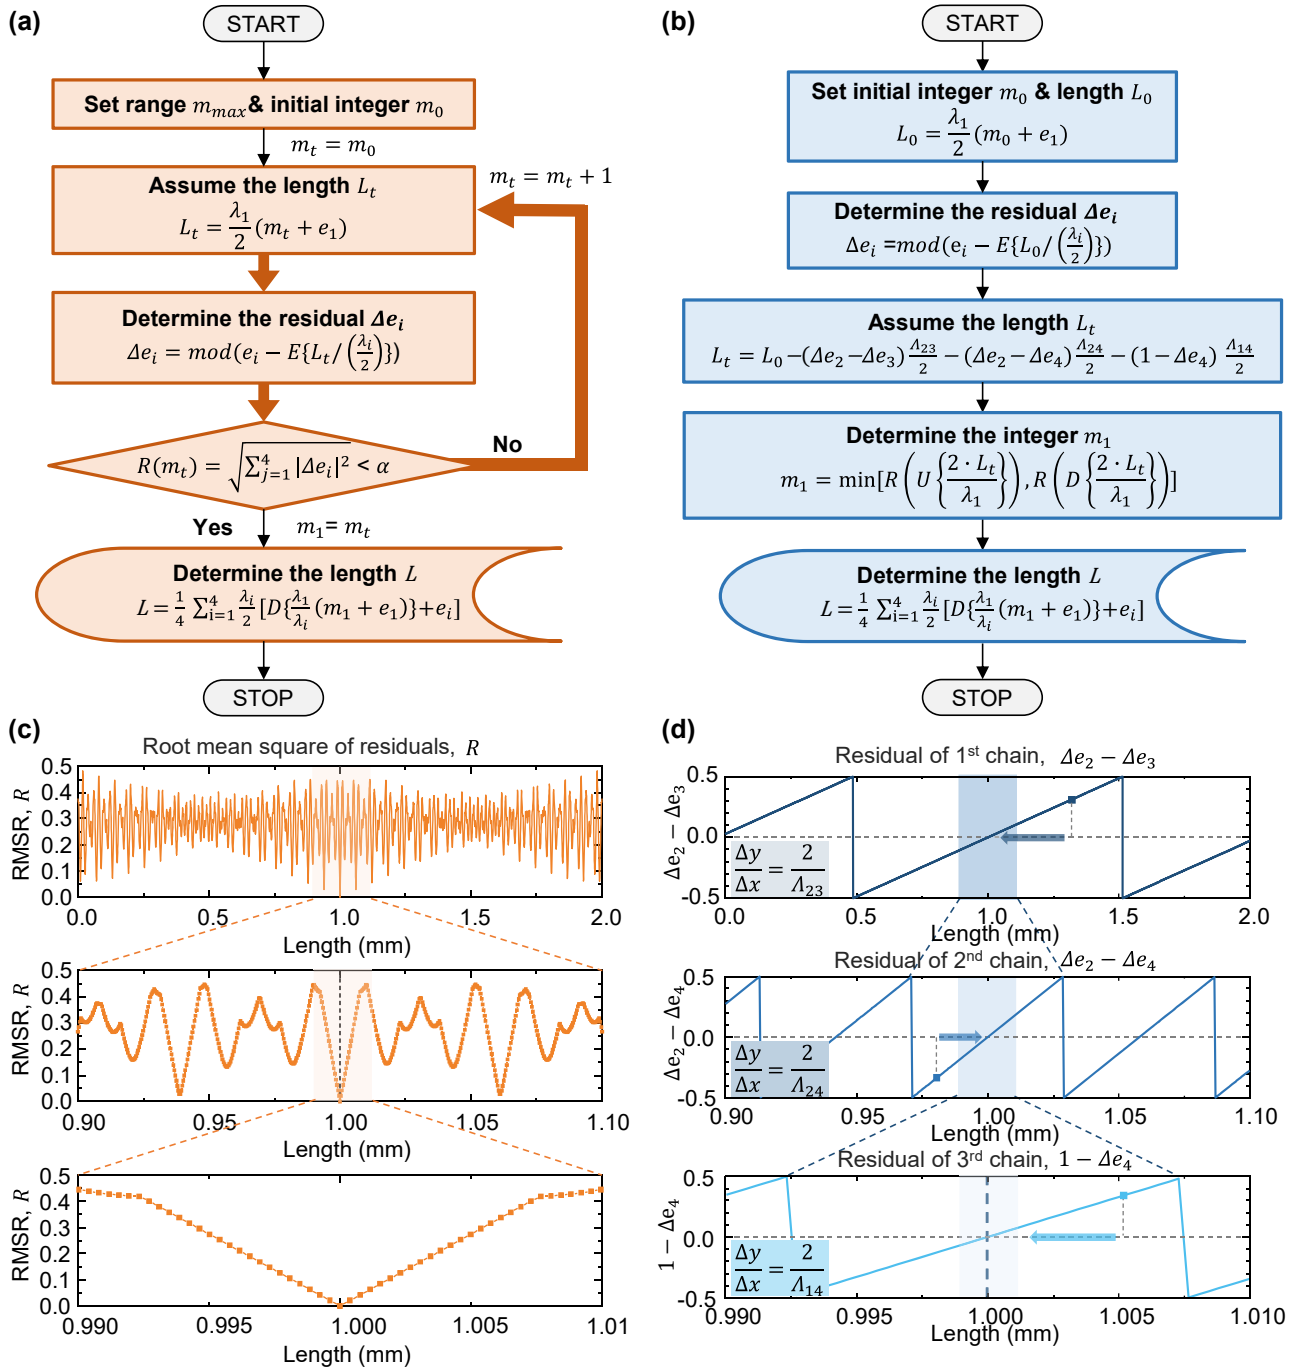 (a)
START
Set range m_max & initial integer m_0
m_t = m_0
Assume the length L_t
L_t = λ_1/2 (m_t + e_1)
m_t = m_t + 1
Determine the residual Δe_i
Δe_i = mod(e_i − E{L_t/(λ_i/2)})
R(m_t) = √(∑_{j=1}^4 |Δe_i|^2) < α
No
Yes
m_1= m_t
Determine the length L
L = 1/4 ∑_{i=1}^4 λ_i/2 [D{λ_1/λ_i (m_1 + e_1)}+e_i]
STOP
(b)
START
Set initial integer m_0 & length L_0
L_0 = λ_1/2 (m_0 + e_1)
Determine the residual Δe_i
Δe_i =mod(e_i − E{L_0/(λ_i/2)})
Assume the length L_t
L_t = L_0 −(Δe_2 −Δe_3) Λ_23/2 − (Δe_2 −Δe_4) Λ_24/2 − (1 −Δe_4) Λ_14/2
Determine the integer m_1
m_1 = min[R(U{2 · L_t/λ_1}), R(D{2 · L_t/λ_1})]
Determine the length L
L = 1/4 ∑_{i=1}^4 λ_i/2 [D{λ_1/λ_i (m_1 + e_1)}+e_i]
STOP
(c)
Root mean square of residuals, R
RMSR, R
0.5
0.4
0.3
0.2
0.1
0.0
0.0 0.5 1.0 1.5 2.0
Length (mm)
RMSR, R
0.5
0.4
0.3
0.2
0.1
0.0
0.90 0.95 1.00 1.05 1.10
Length (mm)
RMSR, R
0.5
0.4
0.3
0.2
0.1
0.0
0.990 0.995 1.000 1.005 1.01
Length (mm)
(d)
Residual of 1st chain, Δe_2 − Δe_3
Δe_2 − Δe_3
0.5
0.0
-0.5
Δy/Δx = 2/Λ_23
0.0 0.5 1.0 1.5 2.0
Length (mm)
Residual of 2nd chain, Δe_2 − Δe_4
Δe_2 − Δe_4
0.5
0.0
-0.5
Δy/Δx = 2/Λ_24
0.90 0.95 1.00 1.05 1.10
Length (mm)
Residual of 3rd chain, 1 − Δe_4
1 − Δe_4
0.5
0.0
-0.5
Δy/Δx = 2/Λ_14
0.990 0.995 1.000 1.005 1.010
Length (mm)